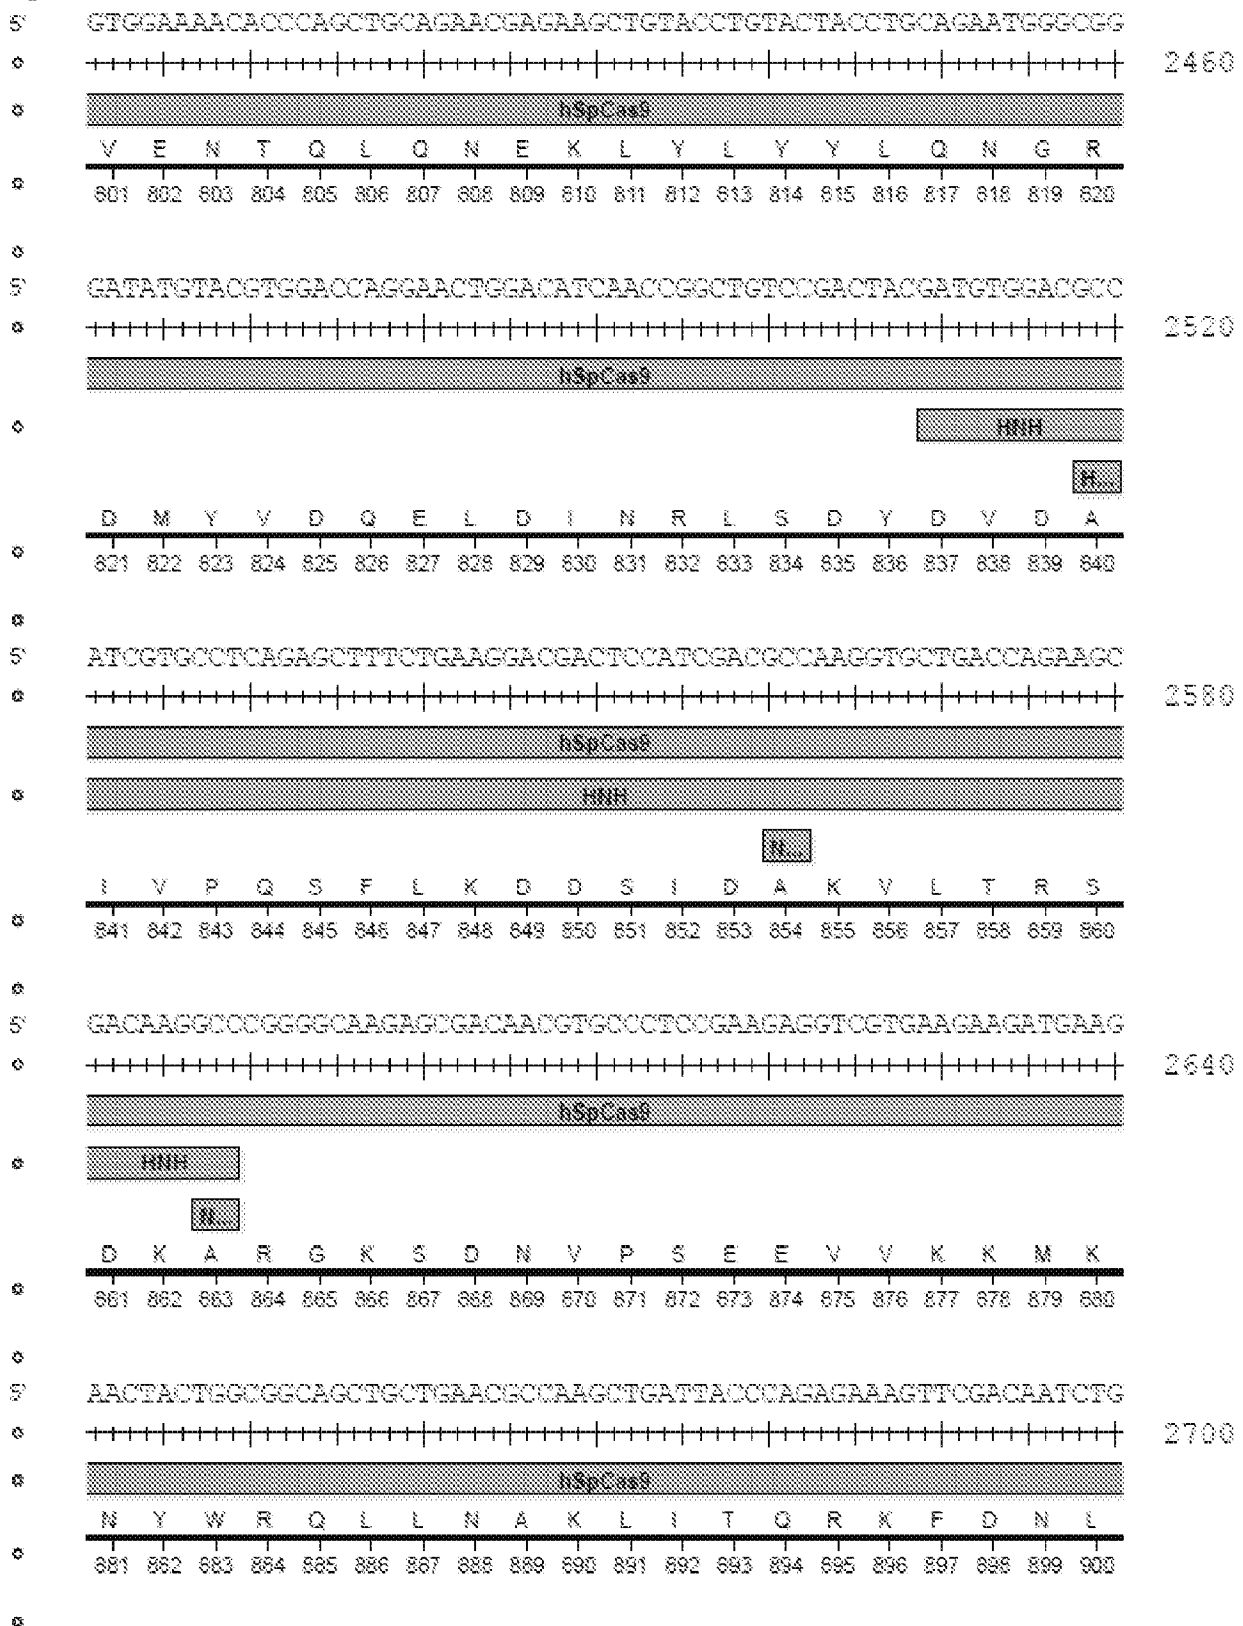 5' GTGGAAAACACCCAGCTGCAGAACGAGAAGCTGTACCTGTACTACCTGCAGAATGGGCGG
2460
hSpCas9
V E N T Q L Q N E K L Y L Y Y L Q N G R
801 802 803 804 805 806 807 808 809 810 811 812 813 814 815 816 817 818 819 820
5' GATATGTACGTGGACCAGGAACTGGACATCAACCGGCTGTCCGACTACGATGTGGACGCC
2520
hSpCas9
HNH
H...
D M Y V D Q E L D I N R L S D Y D V D A
821 822 823 824 825 826 827 828 829 830 831 832 833 834 835 836 837 838 839 840
5' ATCGTGCCTCAGAGCTTTCTGAAGGACGACTCCATCGACGCCAAGGTGCTGACCAGAAGC
2580
hSpCas9
HNH
N...
I V P Q S F L K D D S I D A K V L T R S
841 842 843 844 845 846 847 848 849 850 851 852 853 854 855 856 857 858 859 860
5' GACAAGGCCCGGGGCAAGAGCGACAACGTGCCCTCCGAAGAGGTCGTGAAGAAGATGAAG
2640
hSpCas9
HNH
N...
D K A R G K S D N V P S E E V V K K M K
861 862 863 864 865 866 867 868 869 870 871 872 873 874 875 876 877 878 879 880
5' AACTACTGGCGGCAGCTGCTGAACGCCAAGCTGATTACCCAGAGAAAGTTCGACAATCTG
2700
hSpCas9
N Y W R Q L L N A K L I T Q R K F D N L
881 882 883 884 885 886 887 888 889 890 891 892 893 894 895 896 897 898 899 900